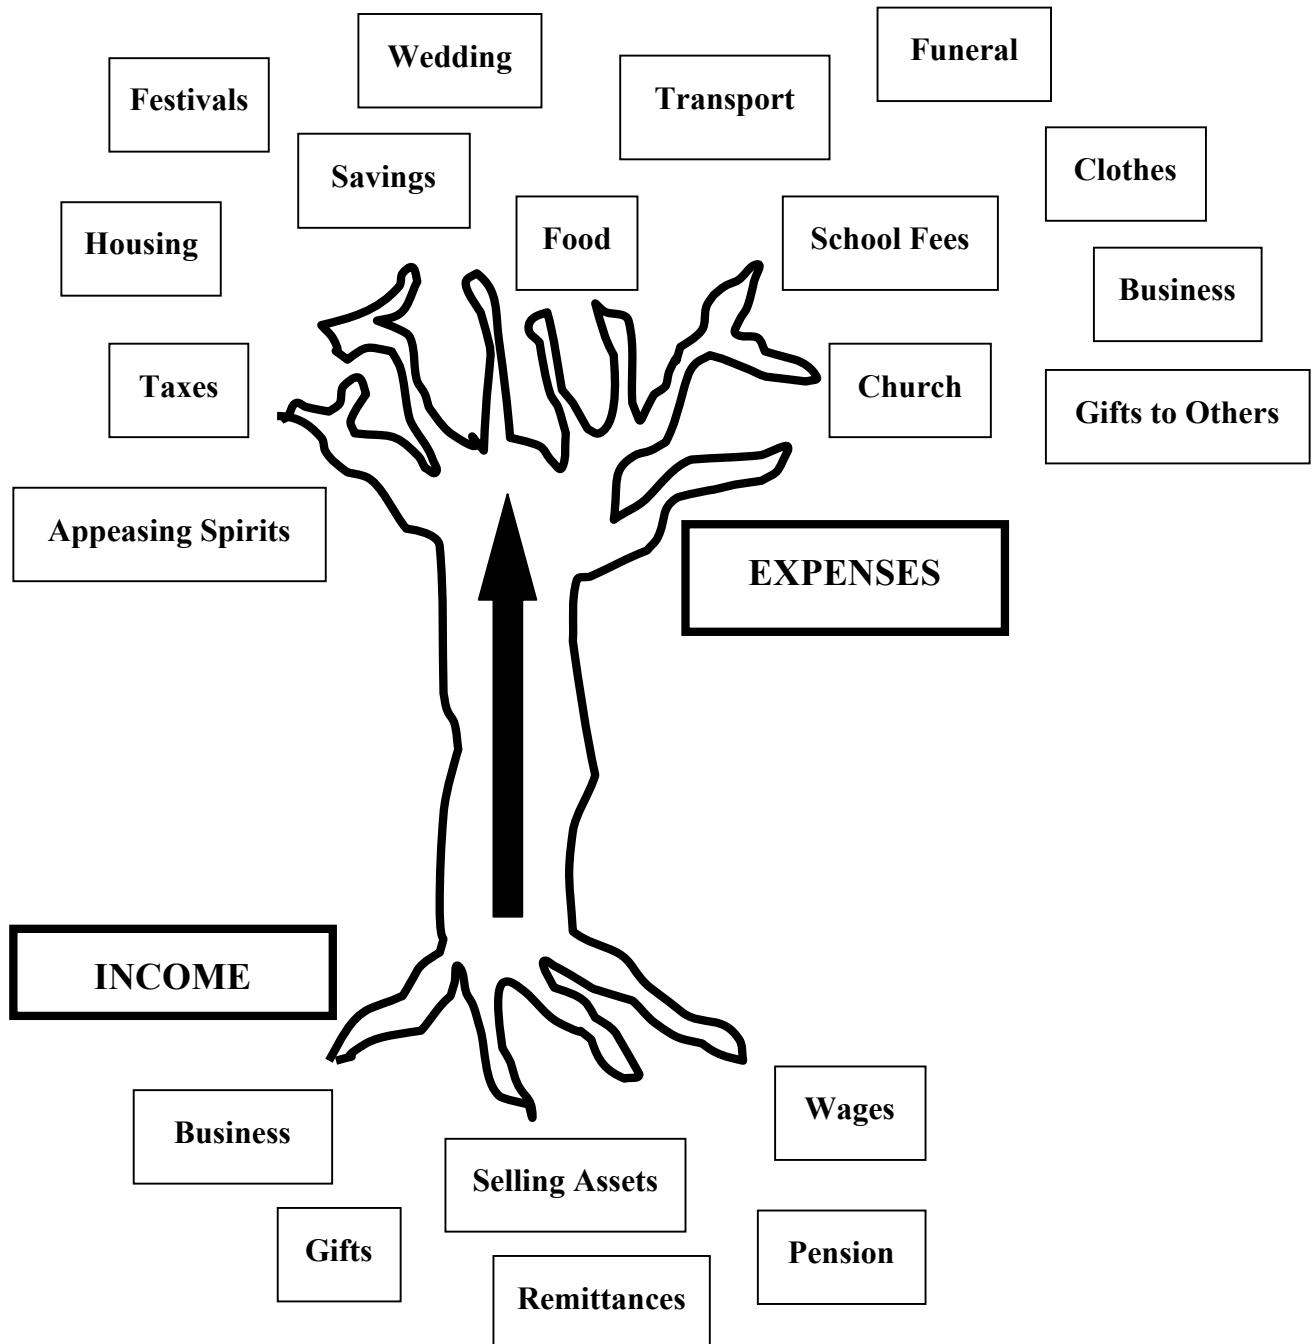 Wedding
Funeral
Festivals
Transport
Savings
Clothes
Housing
Food
School Fees
Business
Taxes
Church
Gifts to Others
Appeasing Spirits
EXPENSES
INCOME
Business
Wages
Selling Assets
Gifts
Pension
Remittances